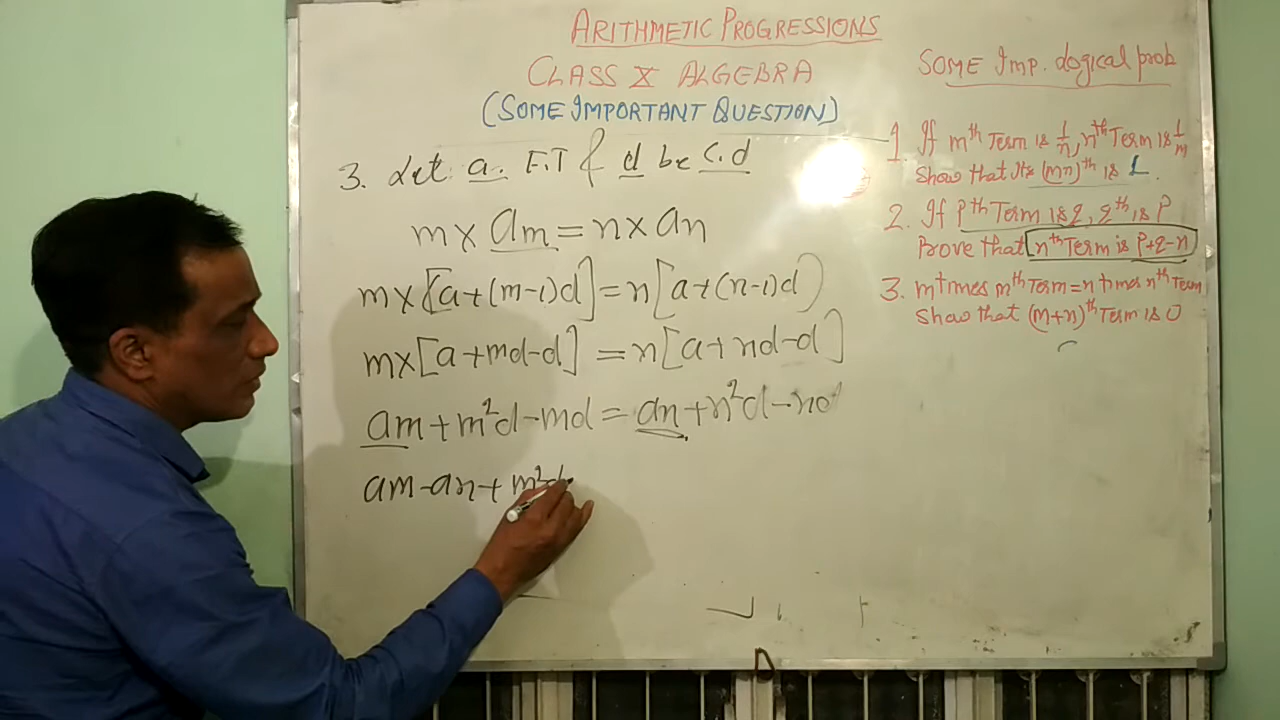 ARITHMETIC PROGRESSIONS
CLASS X ALGEBRA
(SOME IMPORTANT QUESTION)
3. Let a. F.T & d be C.d
m× am = n× an
m×[a+(m-1)d] = n[a+(n-1)d)
m×[a+md-d] = n[a+nd-d]
am+m²d-md = an+n²d-nd
am-an+m²d
SOME Imp. logical prob
1. If mth Term is 1/n, nth Term is 1/m
Show that Its (mn)th is 1.
2. If Pth Term is q, qth is P
Prove that nth Term is P+q-n
3. m times mth Term = n times nth Term
show that (m+n)th Term is 0